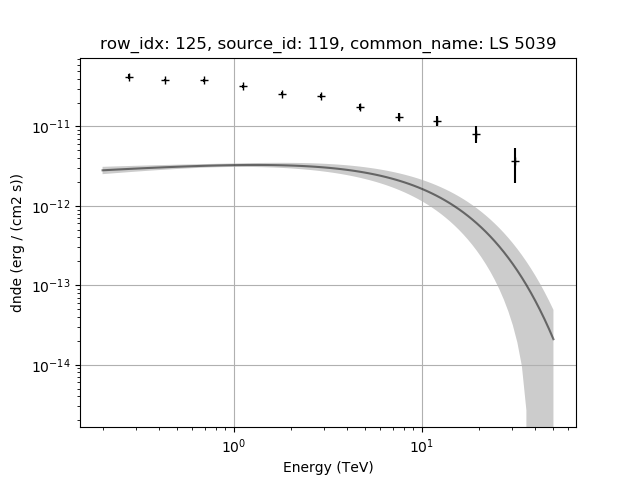 row_idx: 125, source_id: 119, common_name: LS 5039
dnde (erg / (cm2 s))
10⁻¹¹
10⁻¹²
10⁻¹³
10⁻¹⁴
10⁰ 10¹
Energy (TeV)